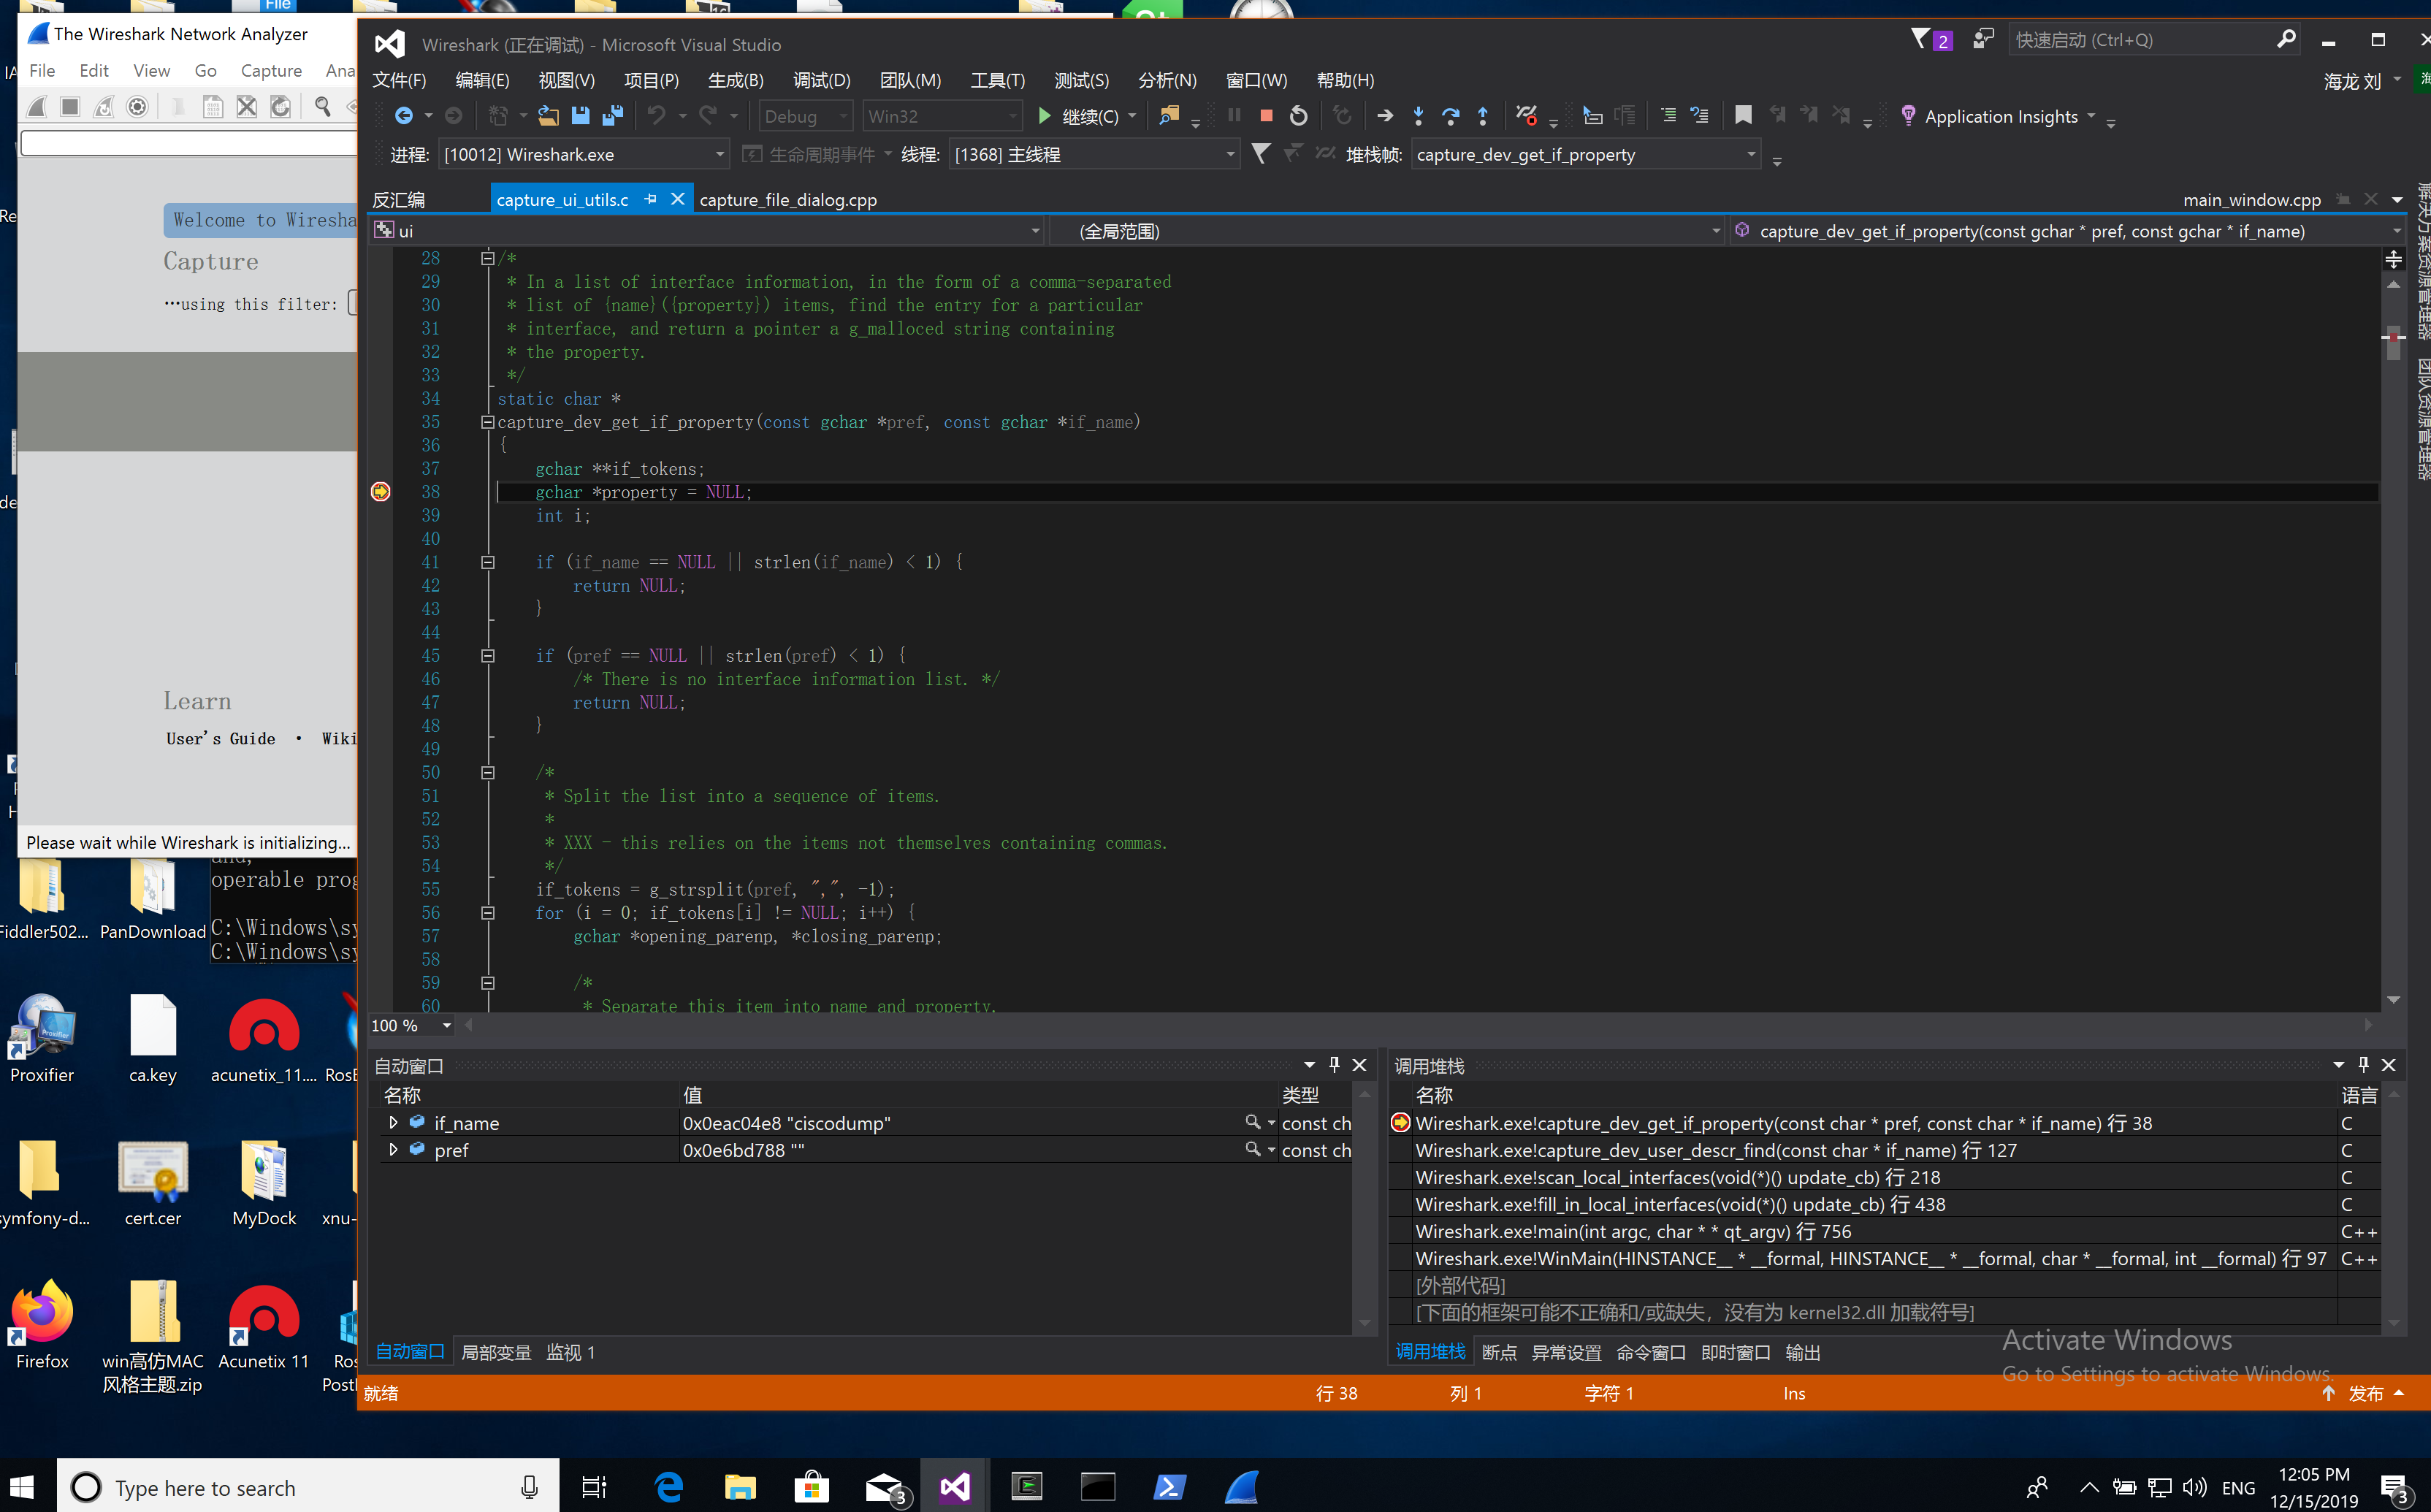 File
The Wireshark Network Analyzer
File Edit View Go Capture Ana
Welcome to Wiresha
Capture
…using this filter:
Learn
User's Guide • Wiki
Please wait while Wireshark is initializing...
operable prog
C:\Windows\sy
C:\Windows\sy
Fiddler502... PanDownload
Proxifier ca.key acunetix_11.... RosE
symfony-d... cert.cer MyDock xnu-
Firefox win高仿MAC风格主题.zip Acunetix 11 Ros
PostI
Wireshark (正在调试) - Microsoft Visual Studio
2
快速启动 (Ctrl+Q)
文件(F) 编辑(E) 视图(V) 项目(P) 生成(B) 调试(D) 团队(M) 工具(T) 测试(S) 分析(N) 窗口(W) 帮助(H)
海龙 刘 海
Debug Win32 继续(C) Application Insights
进程: [10012] Wireshark.exe 生命周期事件 线程: [1368] 主线程 堆栈帧: capture_dev_get_if_property
反汇编 capture_ui_utils.c capture_file_dialog.cpp main_window.cpp
ui (全局范围) capture_dev_get_if_property(const gchar * pref, const gchar * if_name)
解决方案资源管理器 团队资源管理器
28 /*
29 * In a list of interface information, in the form of a comma-separated
30 * list of {name}({property}) items, find the entry for a particular
31 * interface, and return a pointer a g_malloced string containing
32 * the property.
33 */
34 static char *
35 capture_dev_get_if_property(const gchar *pref, const gchar *if_name)
36 {
37 gchar **if_tokens;
38 gchar *property = NULL;
39 int i;
40
41 if (if_name == NULL || strlen(if_name) < 1) {
42 return NULL;
43 }
44
45 if (pref == NULL || strlen(pref) < 1) {
46 /* There is no interface information list. */
47 return NULL;
48 }
49
50 /*
51 * Split the list into a sequence of items.
52 *
53 * XXX - this relies on the items not themselves containing commas.
54 */
55 if_tokens = g_strsplit(pref, ",", -1);
56 for (i = 0; if_tokens[i] != NULL; i++) {
57 gchar *opening_parenp, *closing_parenp;
58
59 /*
60 * Separate this item into name and property.
100 %
自动窗口
名称 值 类型
if_name 0x0eac04e8 "ciscodump" const ch
pref 0x0e6bd788 "" const ch
自动窗口 局部变量 监视 1
调用堆栈
名称 语言
Wireshark.exe!capture_dev_get_if_property(const char * pref, const char * if_name) 行 38 C
Wireshark.exe!capture_dev_user_descr_find(const char * if_name) 行 127 C
Wireshark.exe!scan_local_interfaces(void(*)() update_cb) 行 218 C
Wireshark.exe!fill_in_local_interfaces(void(*)() update_cb) 行 438 C
Wireshark.exe!main(int argc, char * * qt_argv) 行 756 C++
Wireshark.exe!WinMain(HINSTANCE__ * __formal, HINSTANCE__ * __formal, char * __formal, int __formal) 行 97 C++
[外部代码]
[下面的框架可能不正确和/或缺失，没有为 kernel32.dll 加载符号]
调用堆栈 断点 异常设置 命令窗口 即时窗口 输出
Activate Windows
Go to Settings to activate Windows.
就绪 行 38 列 1 字符 1 Ins 发布
Type here to search
3
ENG
12:05 PM
12/15/2019
3